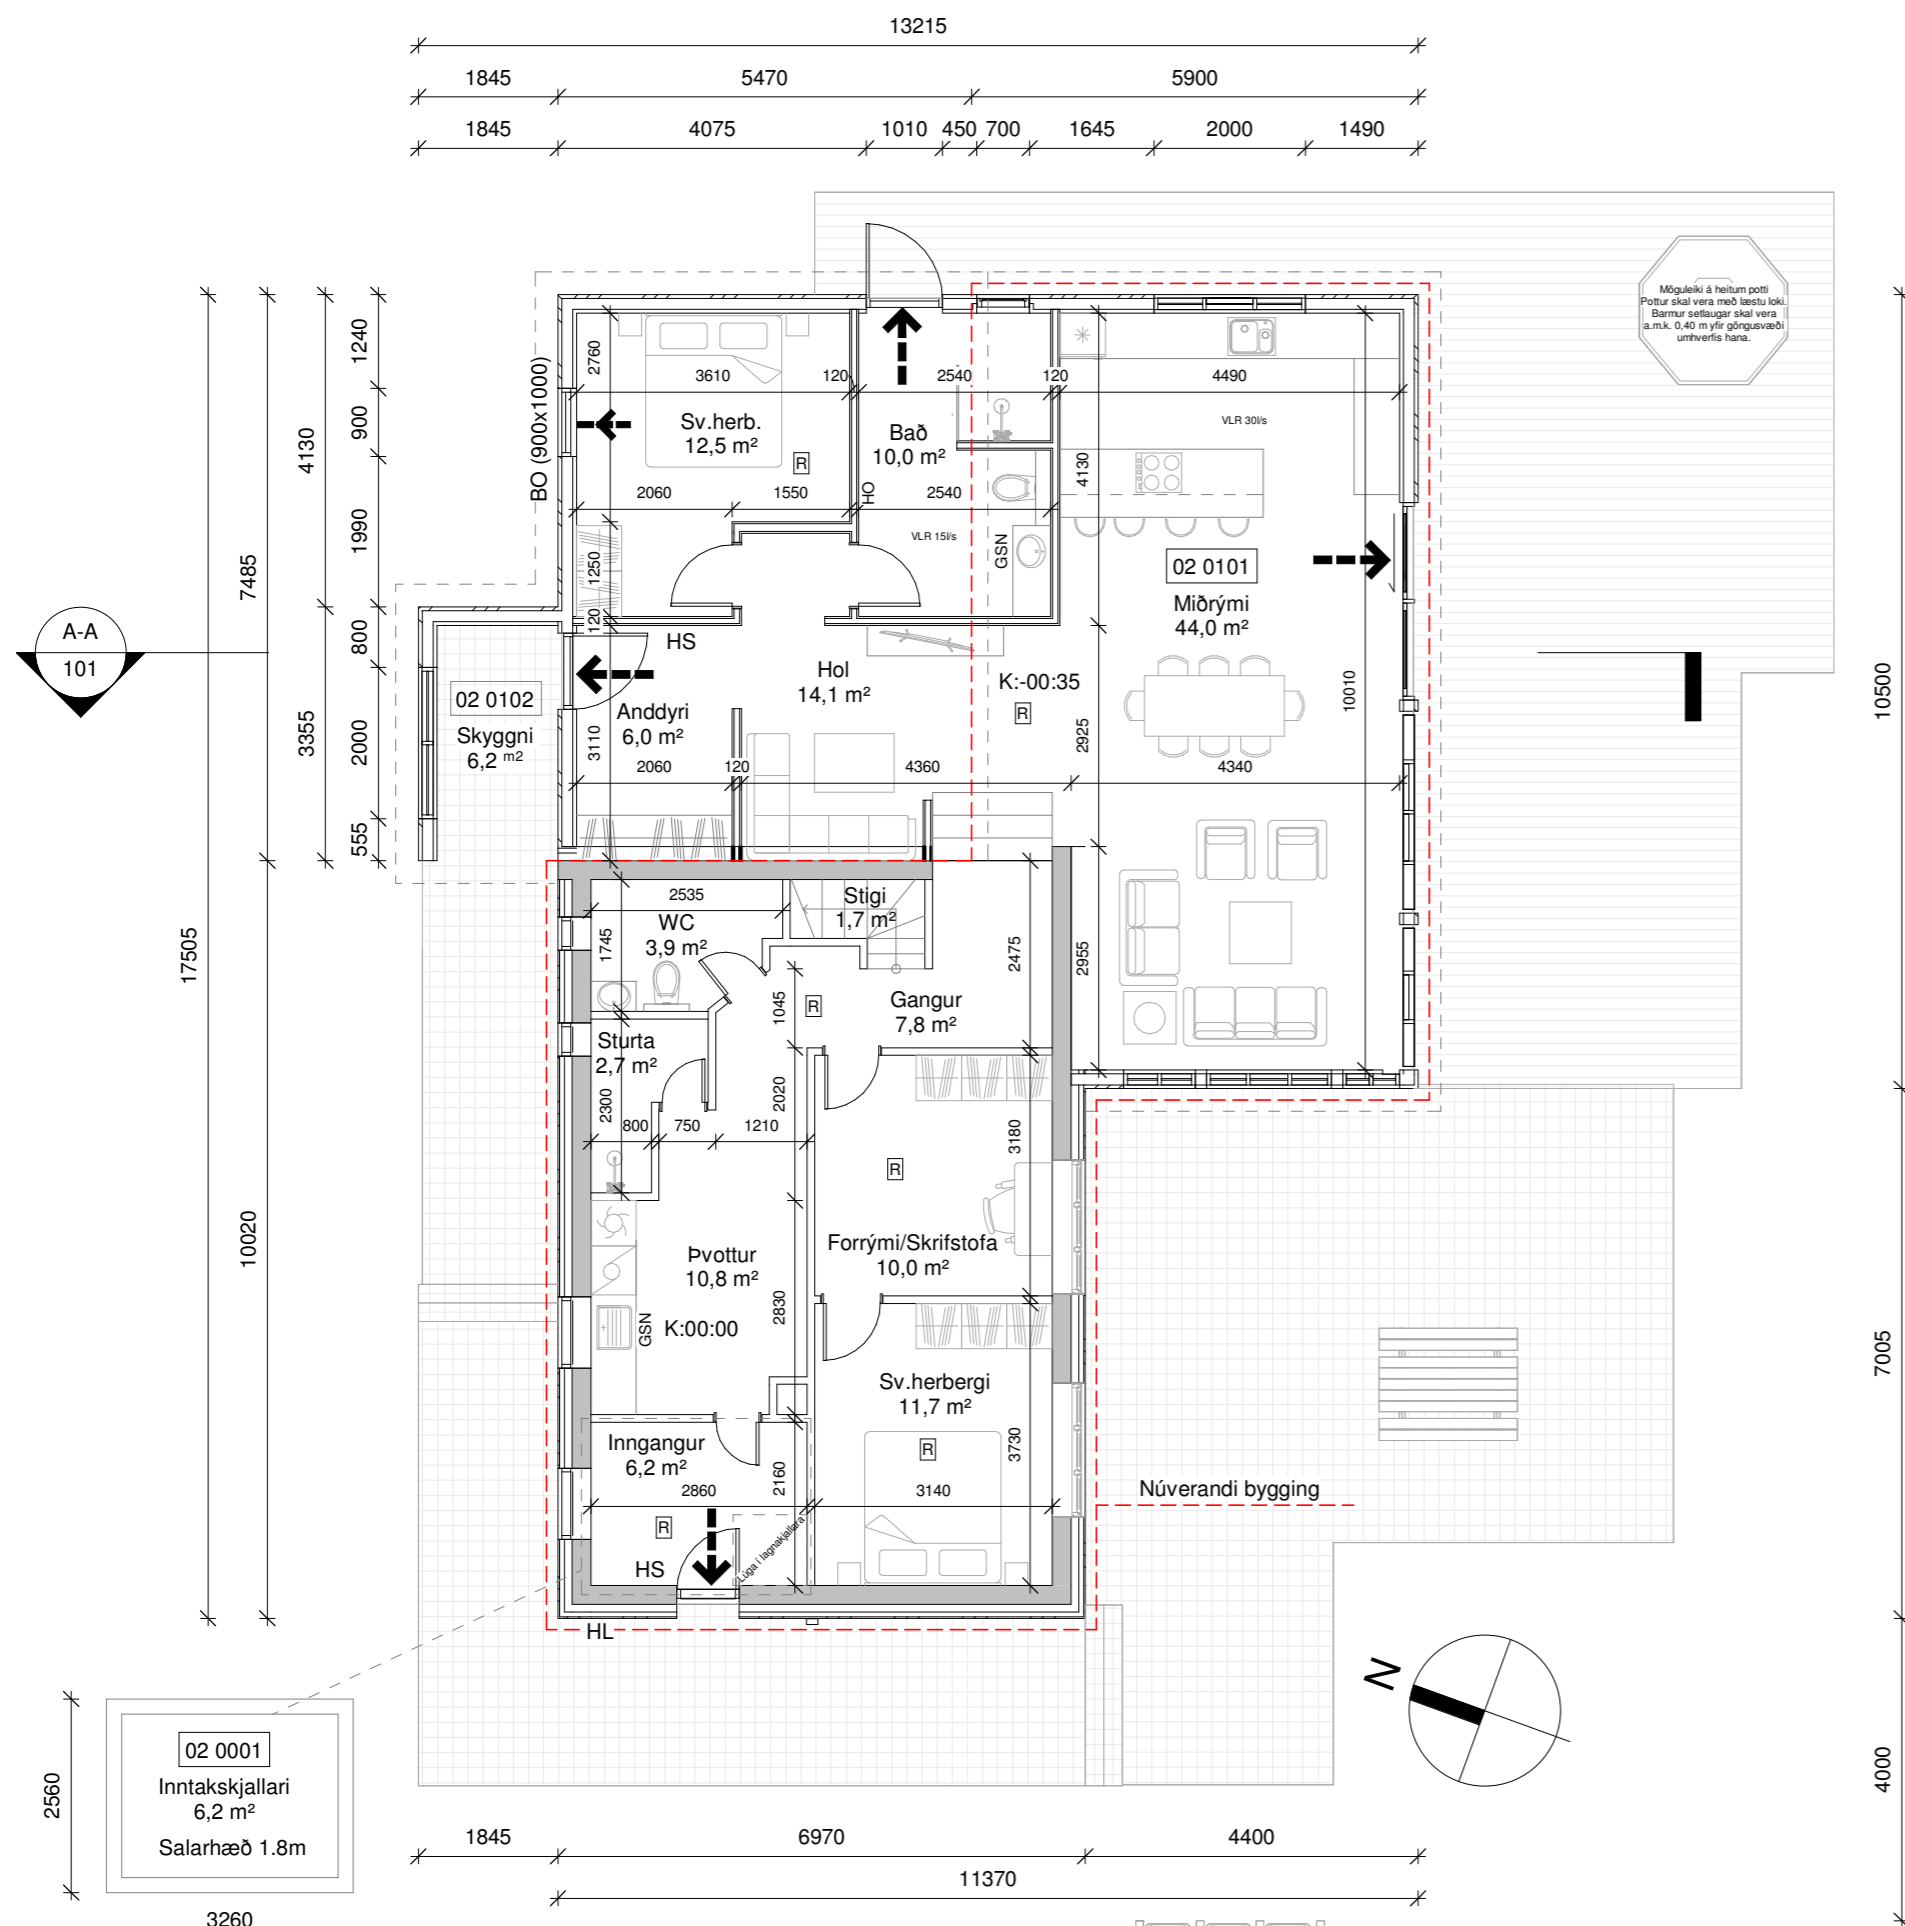 13215
1845 5470 5900
1845 4075 1010 450 700 1645 2000 1490
Möguleiki á heitum potti
Pottur skal vera með læstu loki.
Barmur setlaugar skal vera
a.m.k. 0,40 m yfir göngusvæði
umhverfis hana.
1240
900
1990
800
2000
555
4130
3355
7485
10020
17505
10500
7005
4000
BO (900x1000)
2760
3610 120 2540 120 4490
Sv.herb.
12,5 m²
R
Bað
10,0 m²
VLR 30l/s
4130
2060 1550 2540
HO
VLR 15l/s
GSN
1250
120
02 0101
Miðrými
44,0 m²
A-A
101
HS
Hol
14,1 m²
K:-00:35
R
10010
02 0102
Skyggni
6,2 m2
Anddyri
6,0 m²
3110
2925
2060 120 4360 4340
2535
WC
3,9 m²
1745
Stigi
1,7 m²
2475
2955
1045
R
Gangur
7,8 m²
Sturta
2,7 m²
2300
2020
800 750 1210
3180
R
Þvottur
10,8 m²
Forrými/Skrifstofa
10,0 m²
2830
GSN
K:00:00
Sv.herbergi
11,7 m²
R
3730
Inngangur
6,2 m²
2160
2860 3140
R
HS
Lúga í lagnakjallara
HL
Núverandi bygging
N
02 0001
Inntakskjallari
6,2 m²
Salarhæð 1.8m
2560
3260
1845 6970 4400
11370